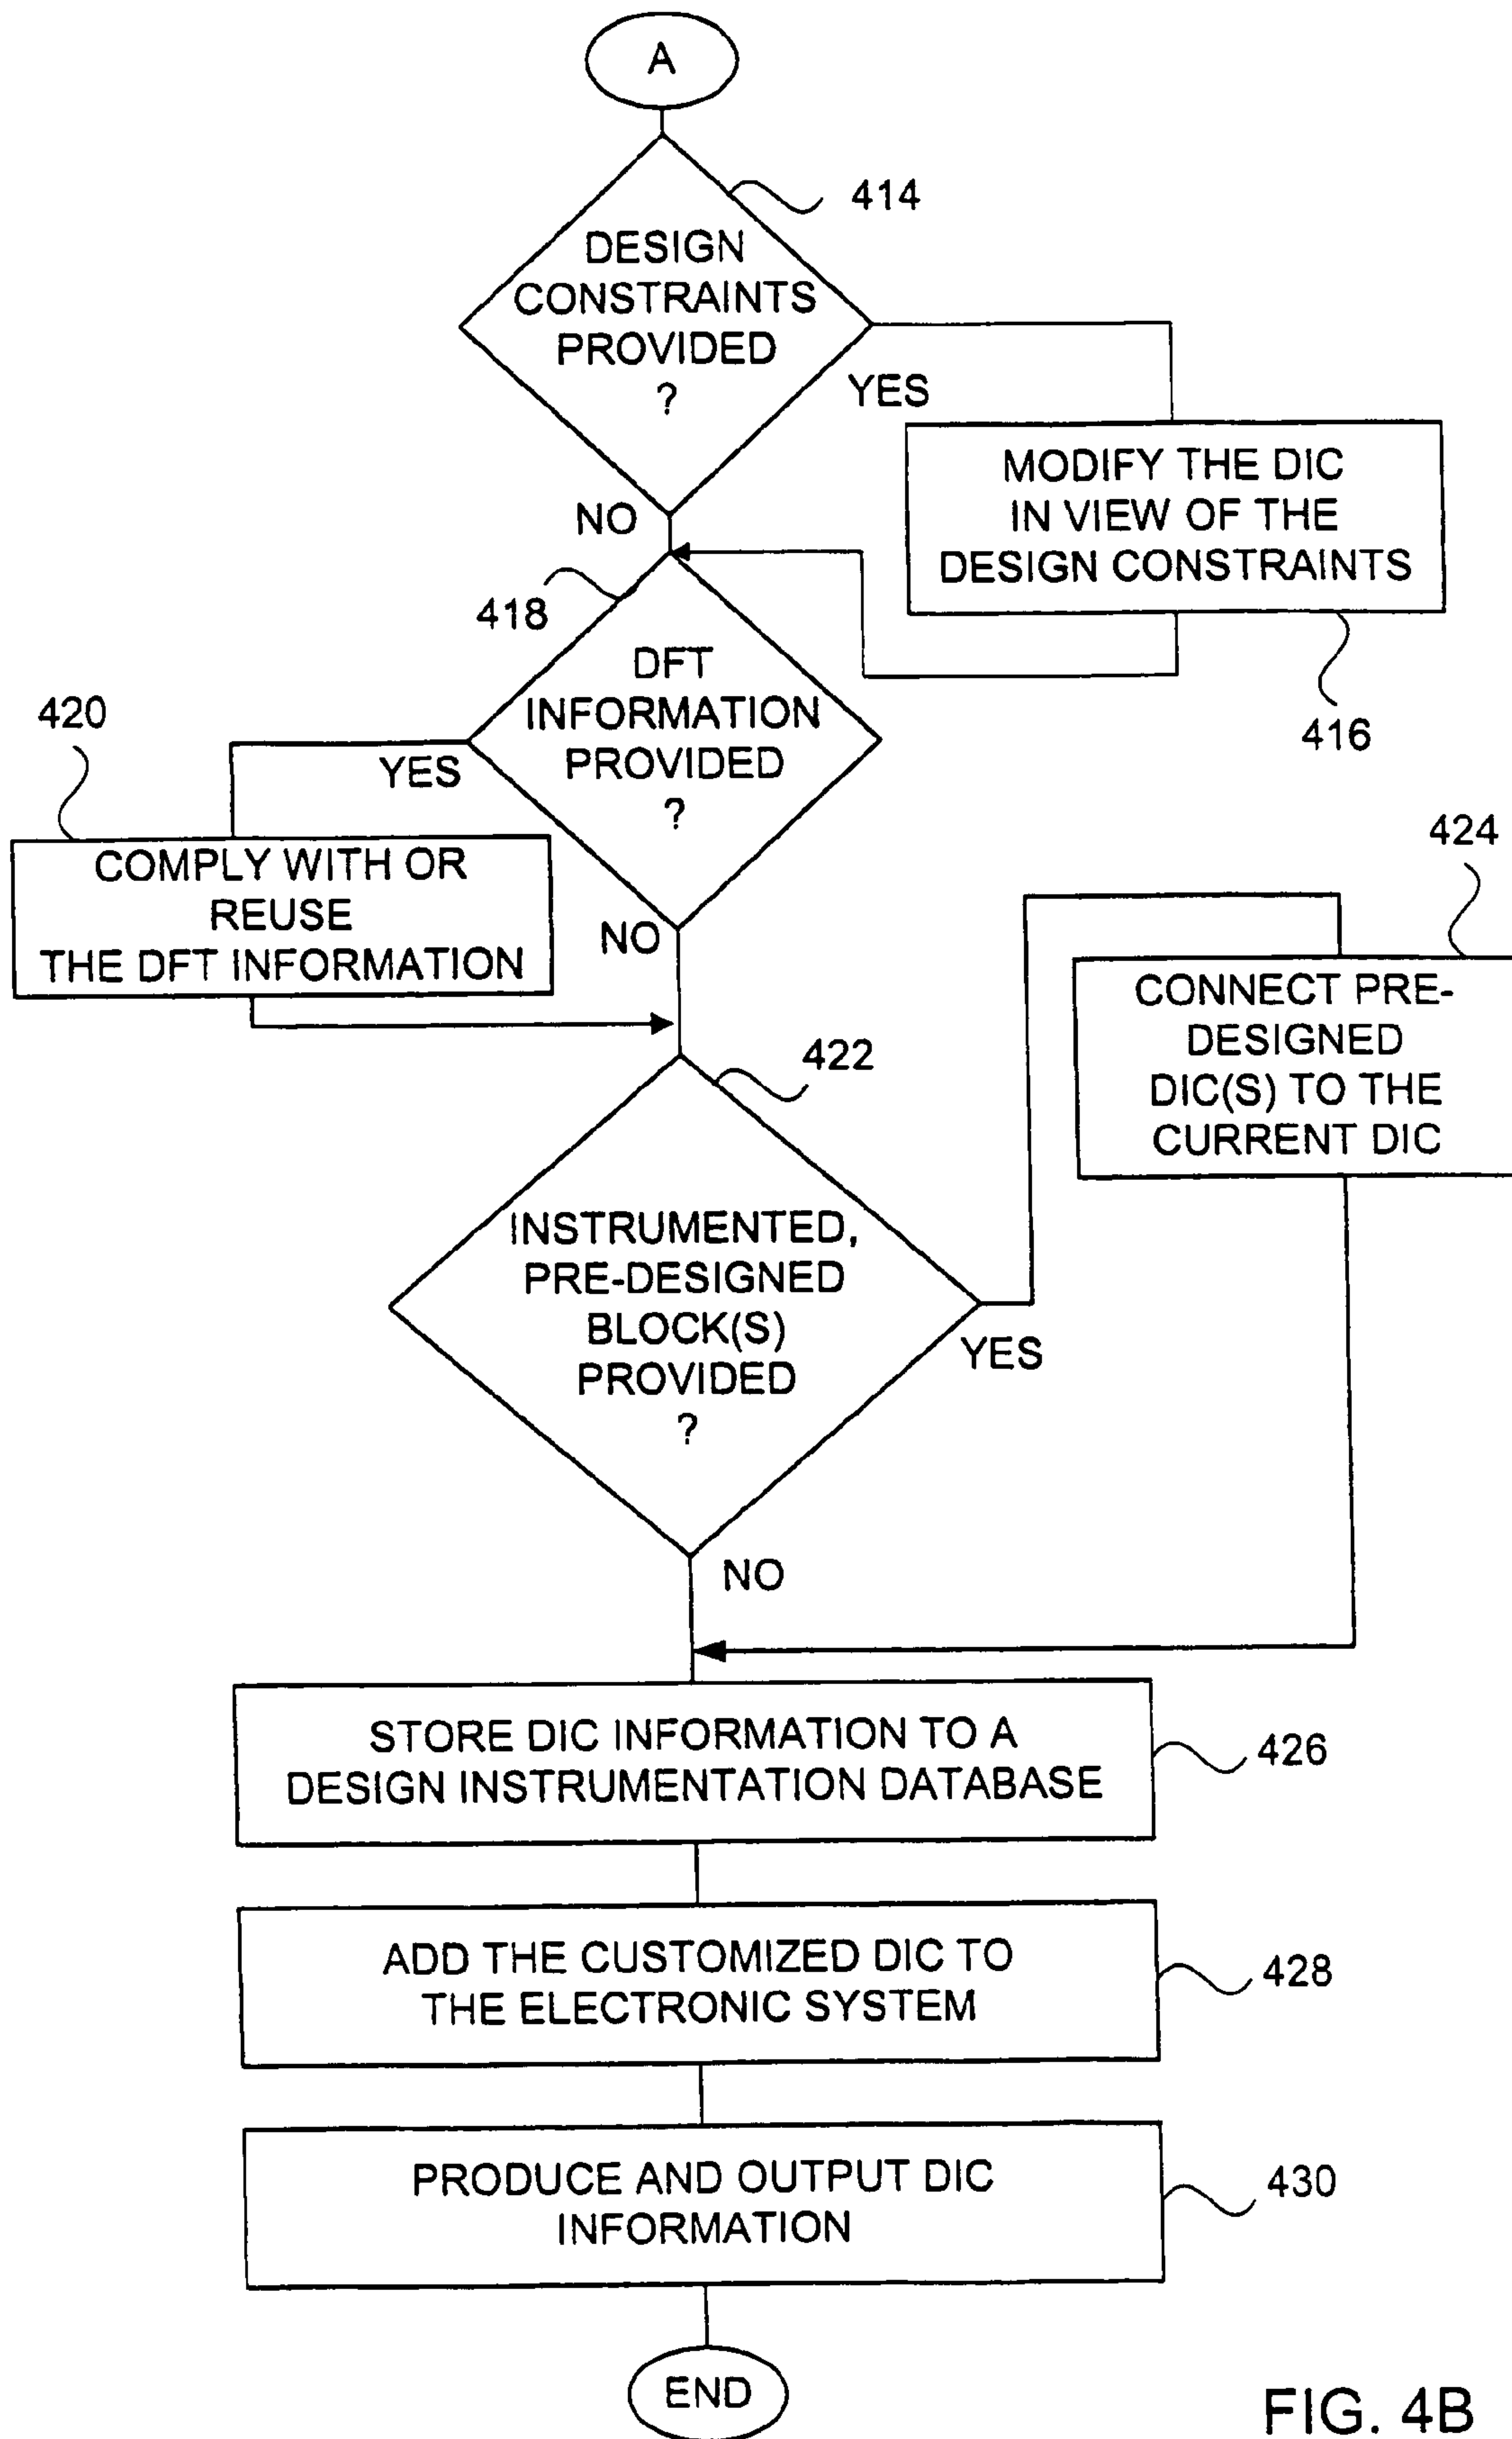 A
414
DESIGN
CONSTRAINTS
PROVIDED
?
YES
NO
MODIFY THE DIC
IN VIEW OF THE
DESIGN CONSTRAINTS
416
418
DFT
INFORMATION
PROVIDED
?
YES
NO
420
COMPLY WITH OR
REUSE
THE DFT INFORMATION
424
CONNECT PRE-
DESIGNED
DIC(S) TO THE
CURRENT DIC
422
INSTRUMENTED,
PRE-DESIGNED
BLOCK(S)
PROVIDED
?
YES
NO
STORE DIC INFORMATION TO A
DESIGN INSTRUMENTATION DATABASE
426
ADD THE CUSTOMIZED DIC TO
THE ELECTRONIC SYSTEM
428
PRODUCE AND OUTPUT DIC
INFORMATION
430
END
FIG. 4B